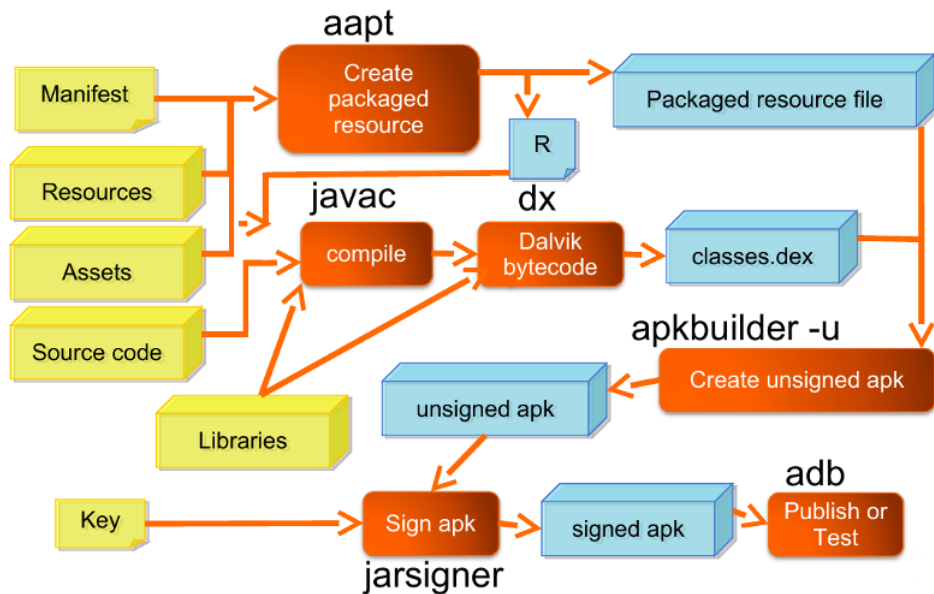 aapt
Manifest
Create
packaged
resource
Packaged resource file
R
Resources
javac
dx
Assets
compile
Dalvik
bytecode
classes.dex
Source code
apkbuilder -u
Create unsigned apk
unsigned apk
Libraries
adb
Key
Sign apk
signed apk
Publish or
Test
jarsigner